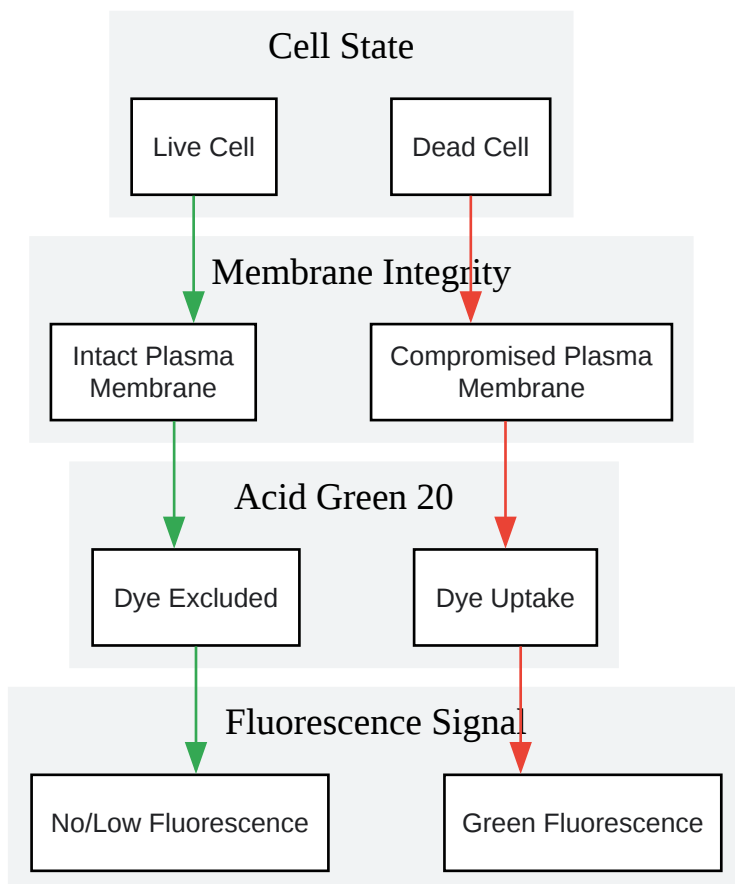 Cell State
Live Cell
Dead Cell
Membrane Integrity
Intact Plasma
Membrane
Compromised Plasma
Membrane
Acid Green 20
Dye Excluded
Dye Uptake
Fluorescence Signal
No/Low Fluorescence
Green Fluorescence